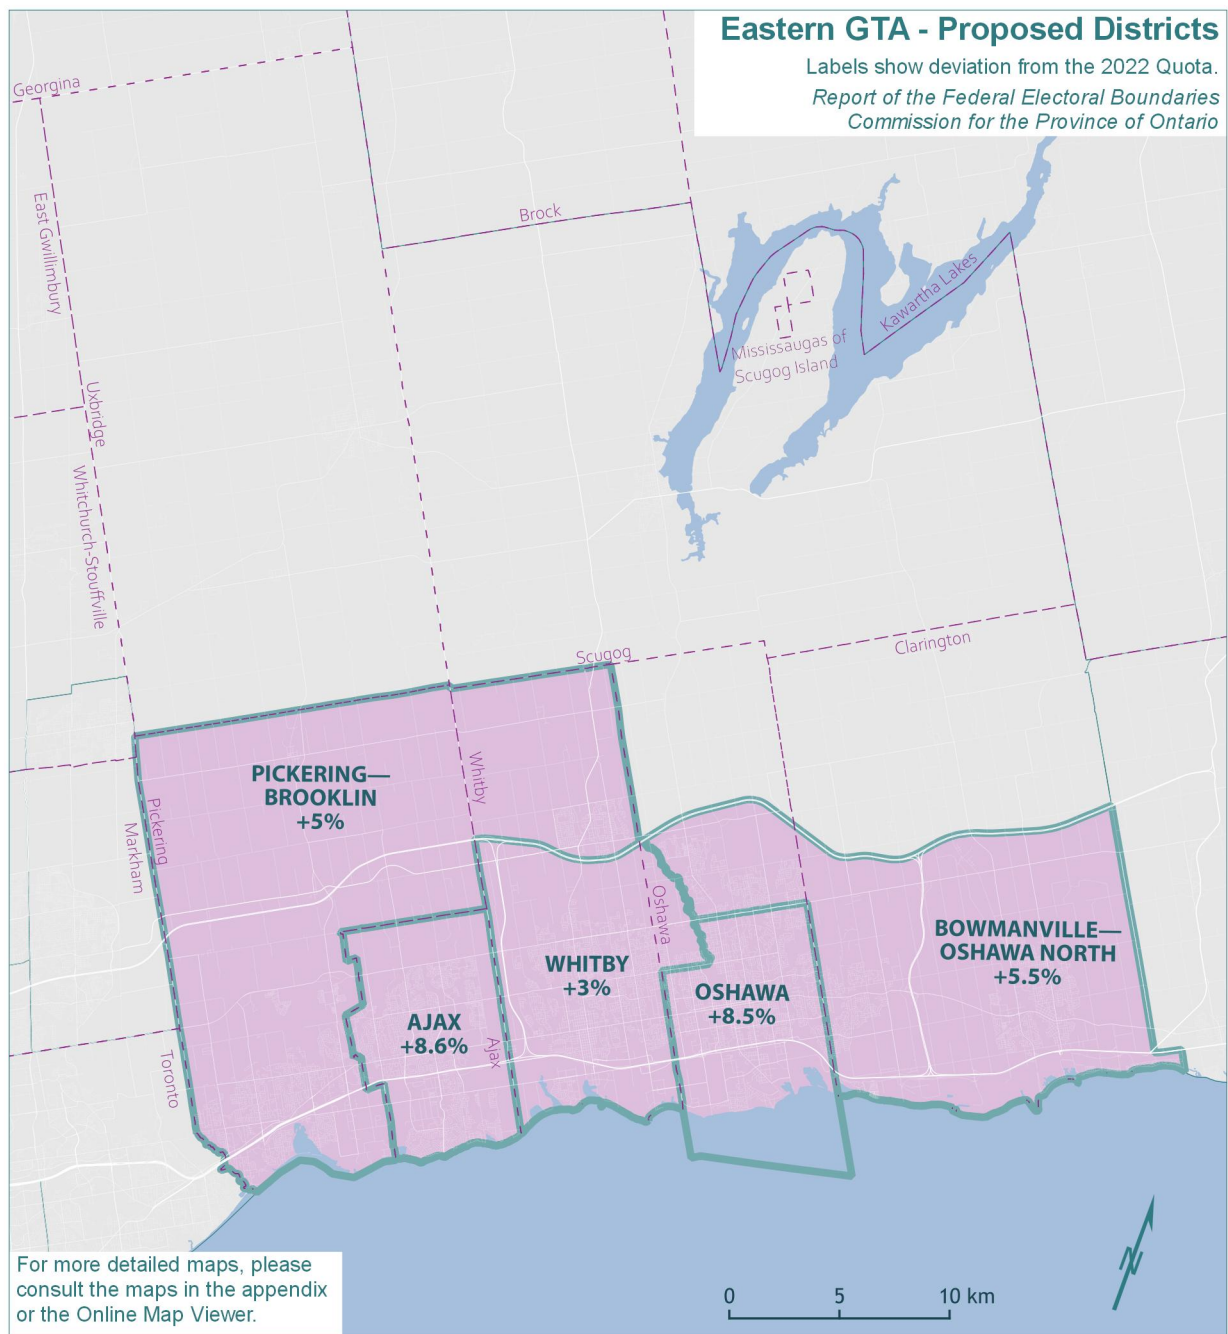 Eastern GTA - Proposed Districts
Labels show deviation from the 2022 Quota.
Report of the Federal Electoral Boundaries
Commission for the Province of Ontario
Georgina
East Gwillimbury
Brock
Kawartha Lakes
Mississaugas of
Scugog Island
Uxbridge
Whitchurch-Stouffville
Scugog
Clarington
PICKERING—
BROOKLIN
+5%
Whitby
Pickering
Markham
Oshawa
WHITBY
+3%
OSHAWA
+8.5%
BOWMANVILLE—
OSHAWA NORTH
+5.5%
AJAX
+8.6%
Ajax
Toronto
For more detailed maps, please
consult the maps in the appendix
or the Online Map Viewer.
0 5 10 km
N